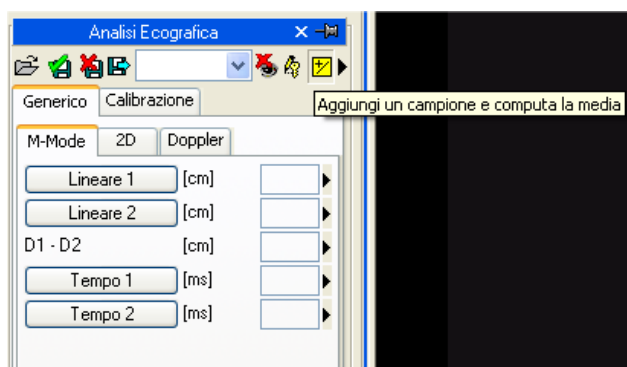 Analisi Ecografica
Generico Calibrazione
Aggiungi un campione e computa la media
M-Mode 2D Doppler
Lineare 1 [cm]
Lineare 2 [cm]
D1 - D2 [cm]
Tempo 1 [ms]
Tempo 2 [ms]